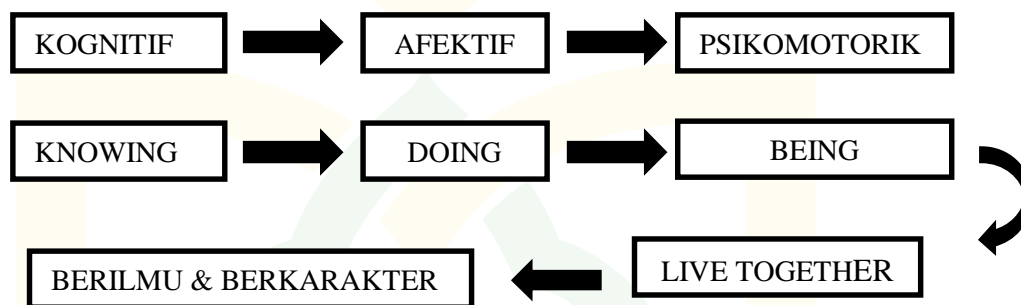 KOGNITIF AFEKTIF PSIKOMOTORIK
KNOWING DOING BEING
BERILMU & BERKARAKTER LIVE TOGETHER